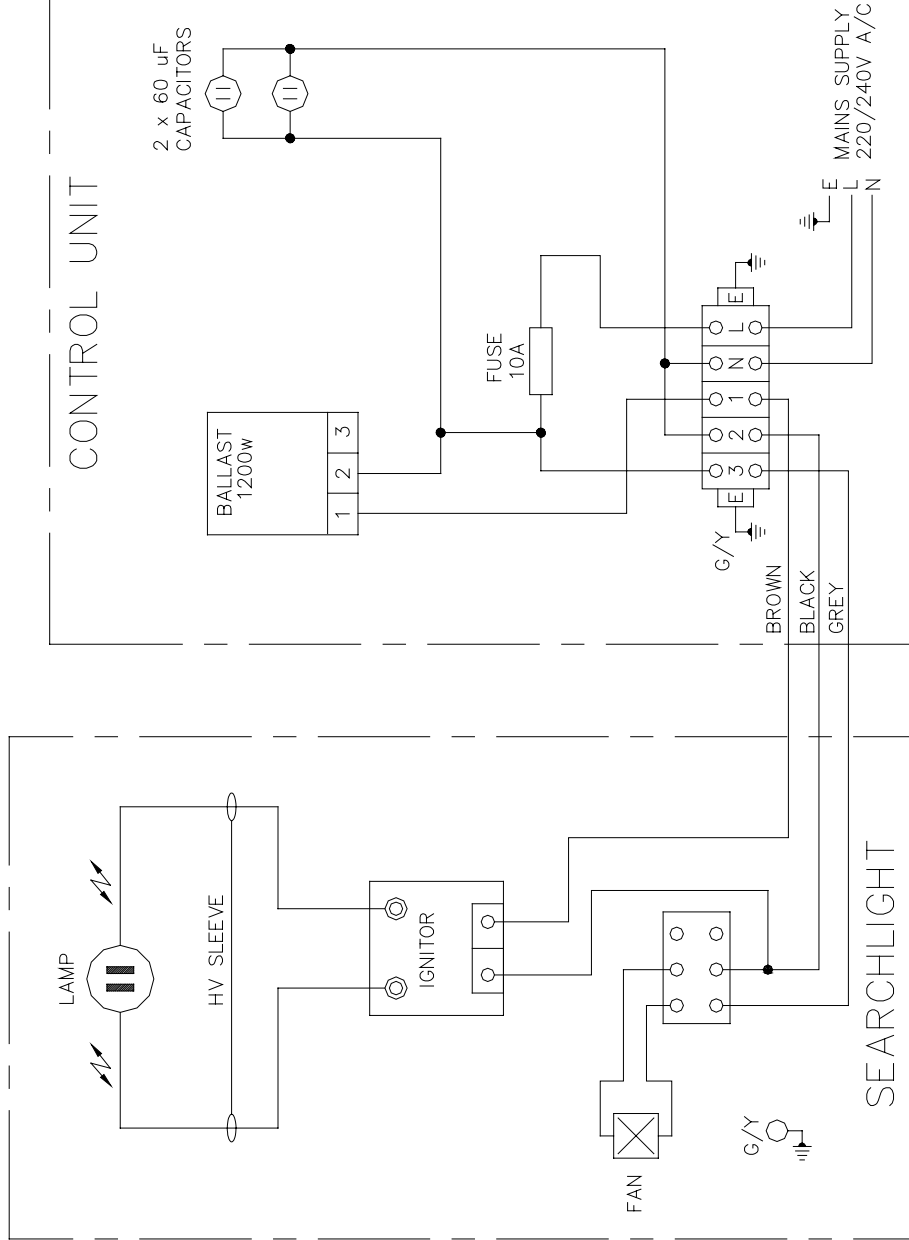 CONTROL UNIT
2 x 60 uF
CAPACITORS
BALLAST
1200w
1 2 3
FUSE
10A
E 3 2 1 N L E
G/Y
E
L
N
MAINS SUPPLY
220/240V A/C
BROWN
BLACK
GREY
LAMP
HV SLEEVE
IGNITOR
FAN
G/Y
SEARCHLIGHT